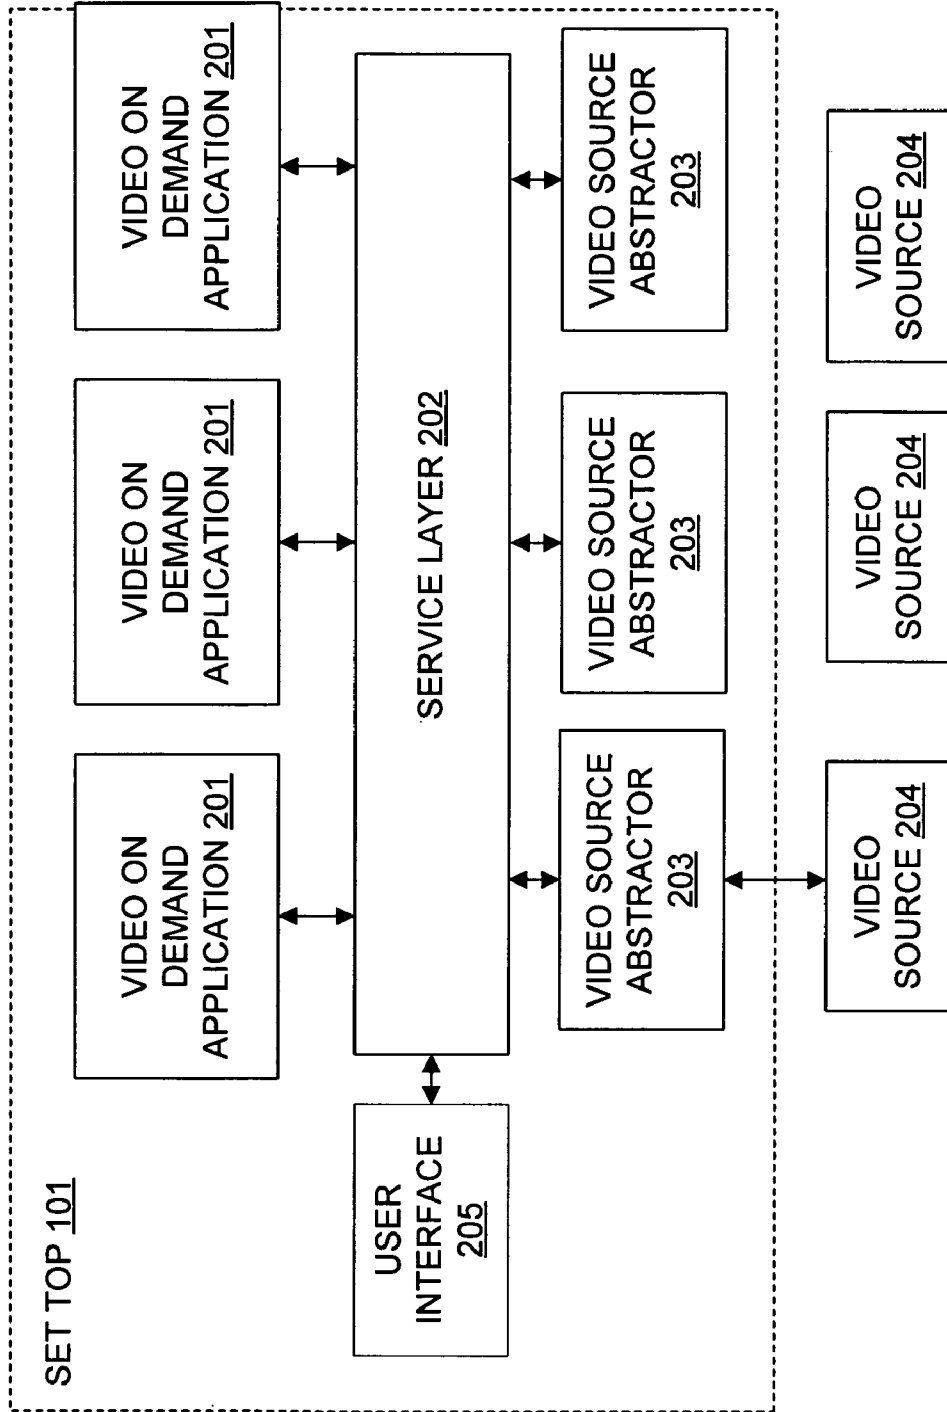 SET TOP 101
VIDEO ON
DEMAND
APPLICATION 201
VIDEO ON
DEMAND
APPLICATION 201
VIDEO ON
DEMAND
APPLICATION 201
USER
INTERFACE
205
SERVICE LAYER 202
VIDEO SOURCE
ABSTRACTOR
203
VIDEO SOURCE
ABSTRACTOR
203
VIDEO SOURCE
ABSTRACTOR
203
VIDEO
SOURCE 204
VIDEO
SOURCE 204
VIDEO
SOURCE 204